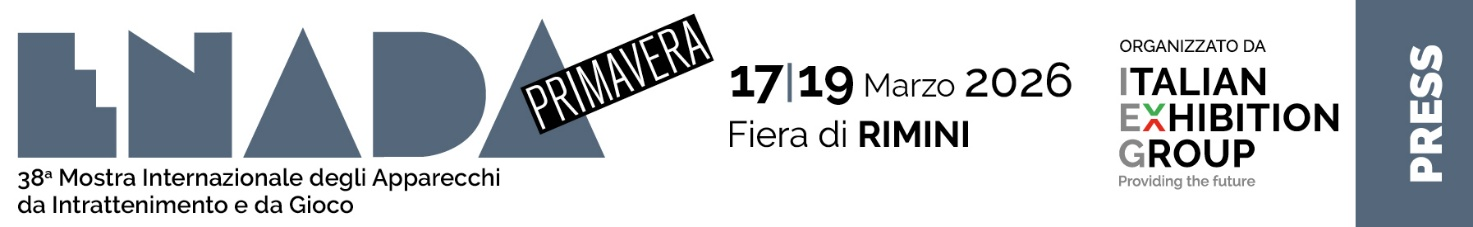 ENADA
PRIMAVERA
38ª Mostra Internazionale degli Apparecchi
da Intrattenimento e da Gioco
17|19 Marzo 2026
Fiera di RIMINI
ORGANIZZATO DA
ITALIAN
EXHIBITION
GROUP
Providing the future
PRESS